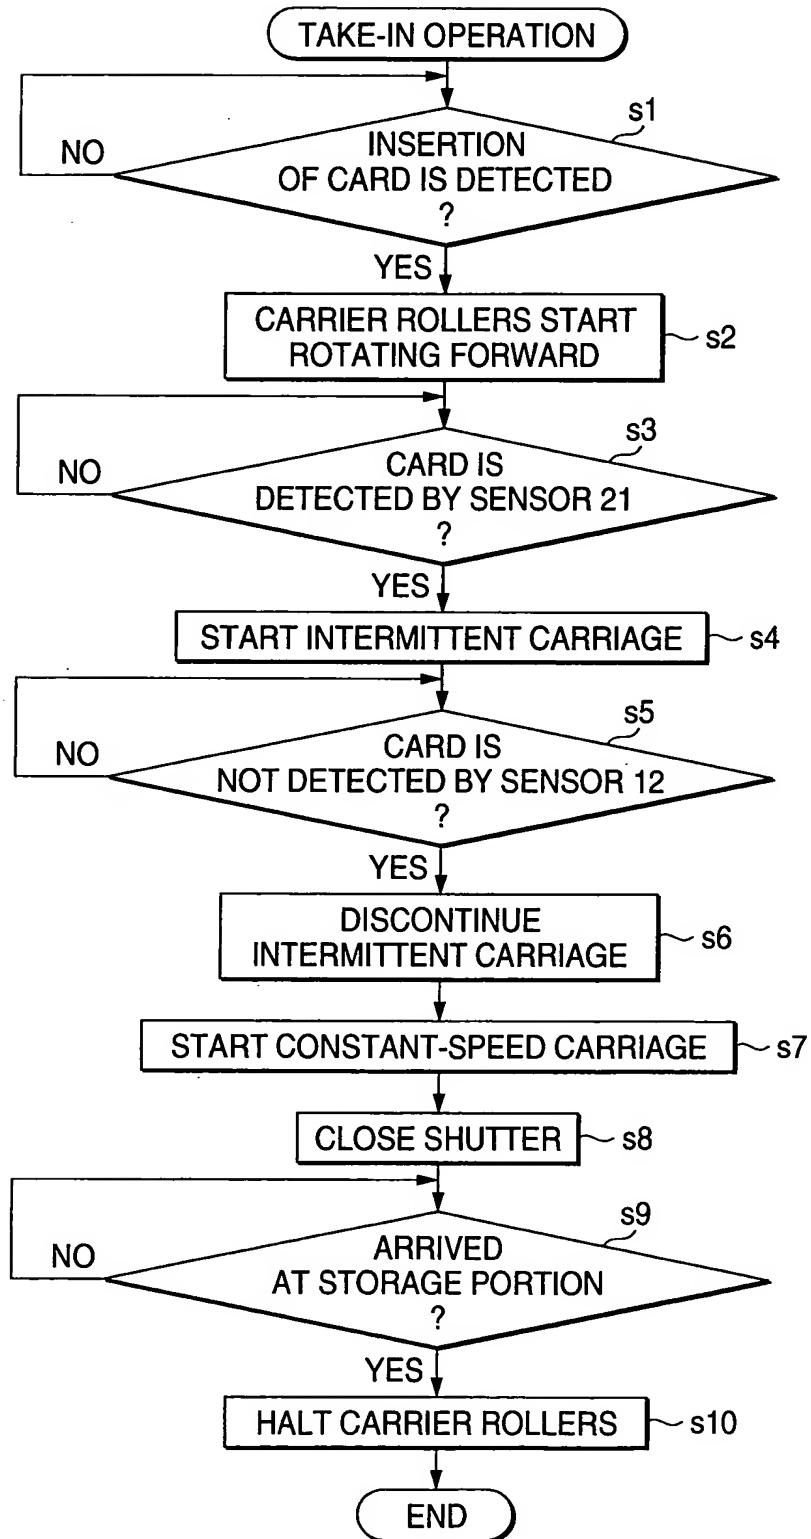 TAKE-IN OPERATION
s1
NO
INSERTION
OF CARD IS DETECTED
?
YES
CARRIER ROLLERS START
ROTATING FORWARD
s2
s3
NO
CARD IS
DETECTED BY SENSOR 21
?
YES
START INTERMITTENT CARRIAGE
s4
s5
NO
CARD IS
NOT DETECTED BY SENSOR 12
?
YES
DISCONTINUE
INTERMITTENT CARRIAGE
s6
START CONSTANT-SPEED CARRIAGE
s7
CLOSE SHUTTER
s8
s9
NO
ARRIVED
AT STORAGE PORTION
?
YES
HALT CARRIER ROLLERS
s10
END